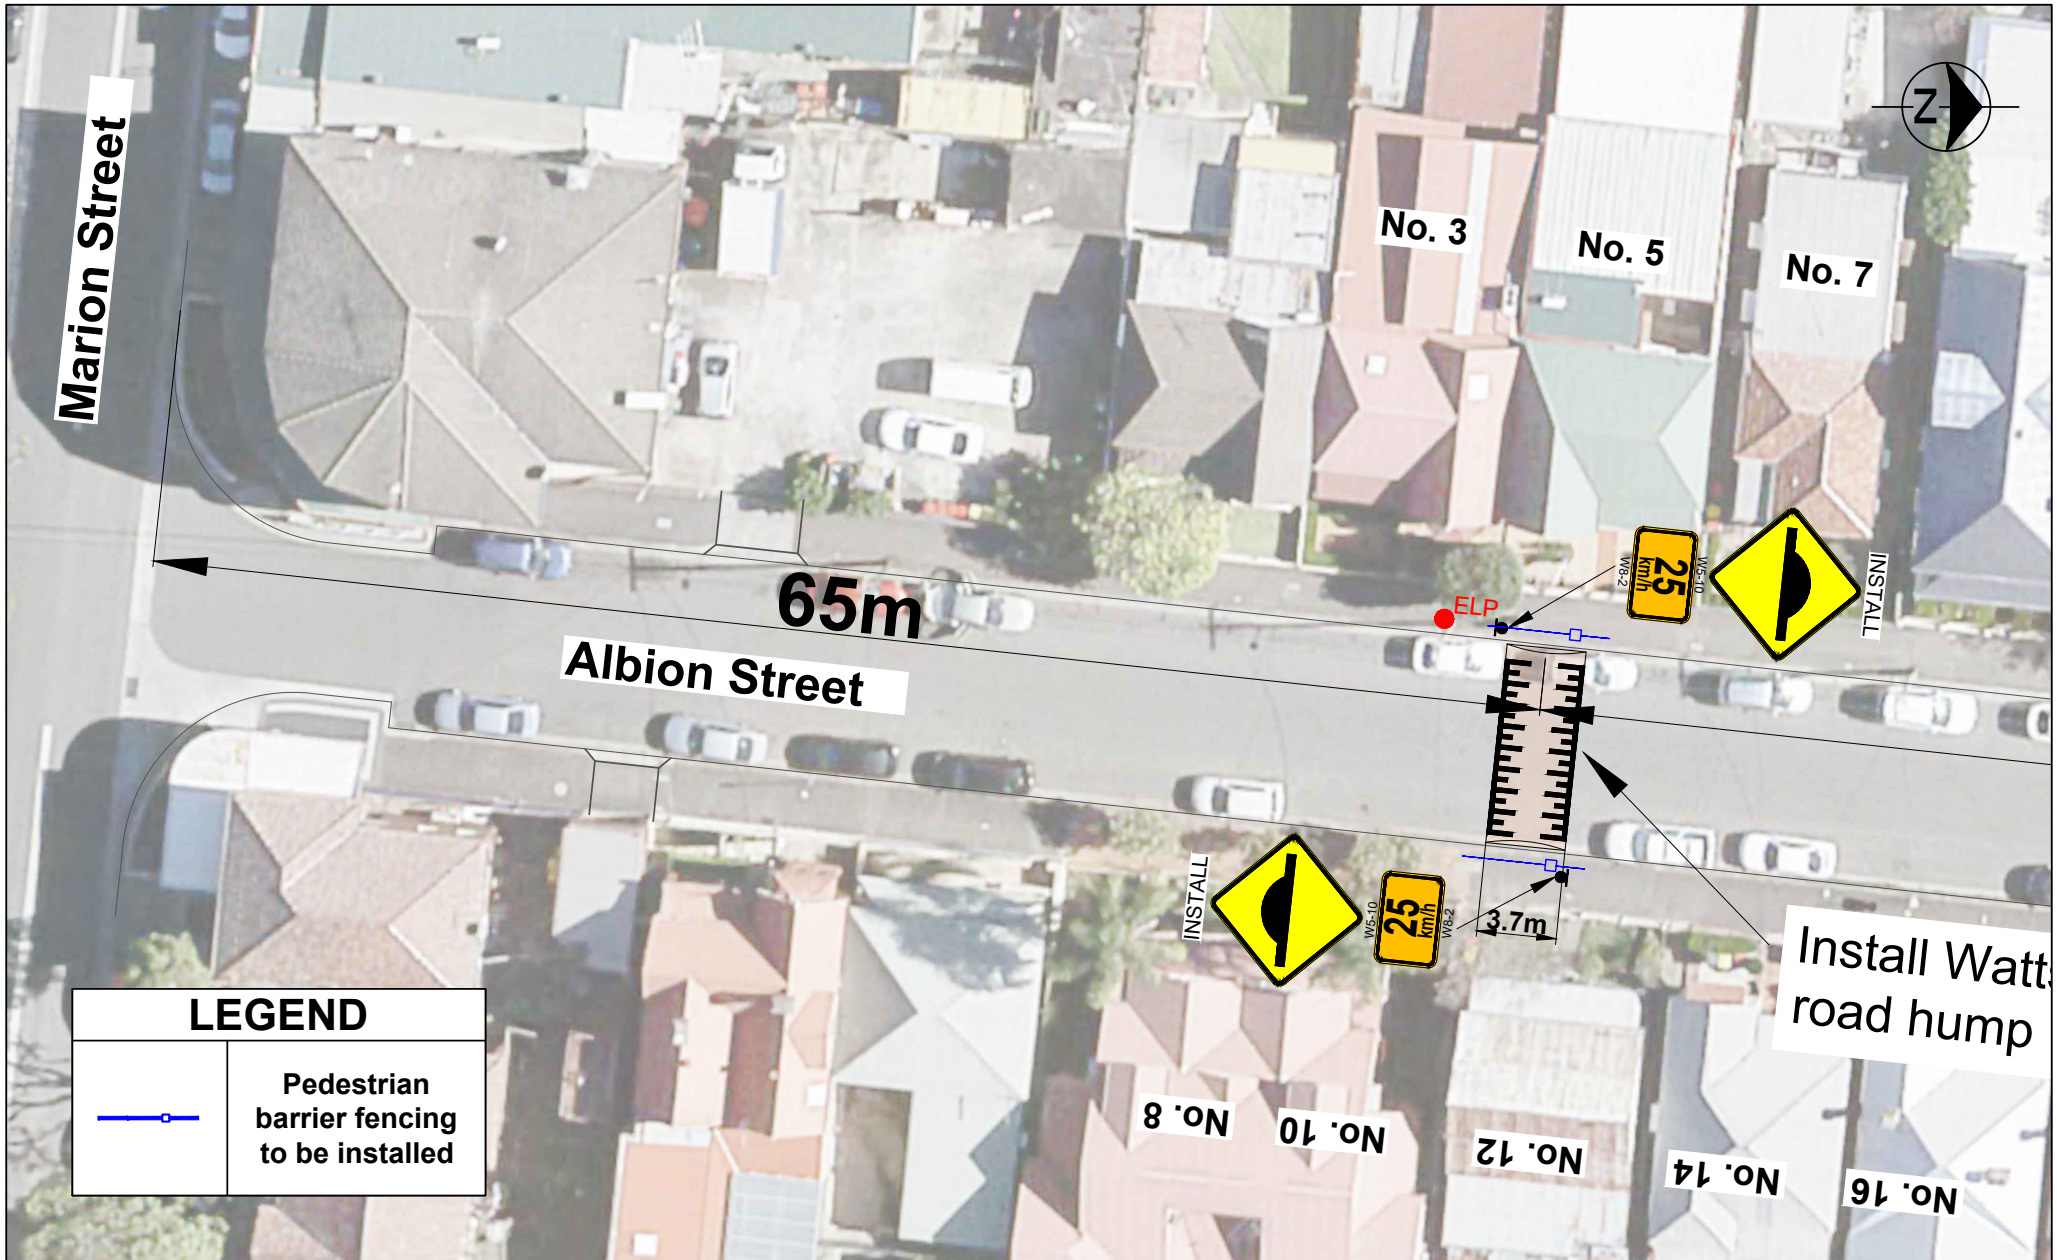 Marion Street
Z
No. 3
No. 5
No. 7
65m
Albion Street
ELP
W8-2
25
km/h
W5-10
INSTALL
INSTALL
W5-10
25
km/h
W8-2
3.7m
Install Watts
road hump
LEGEND
Pedestrian
barrier fencing
to be installed
No. 8
No. 10
No. 12
No. 14
No. 16